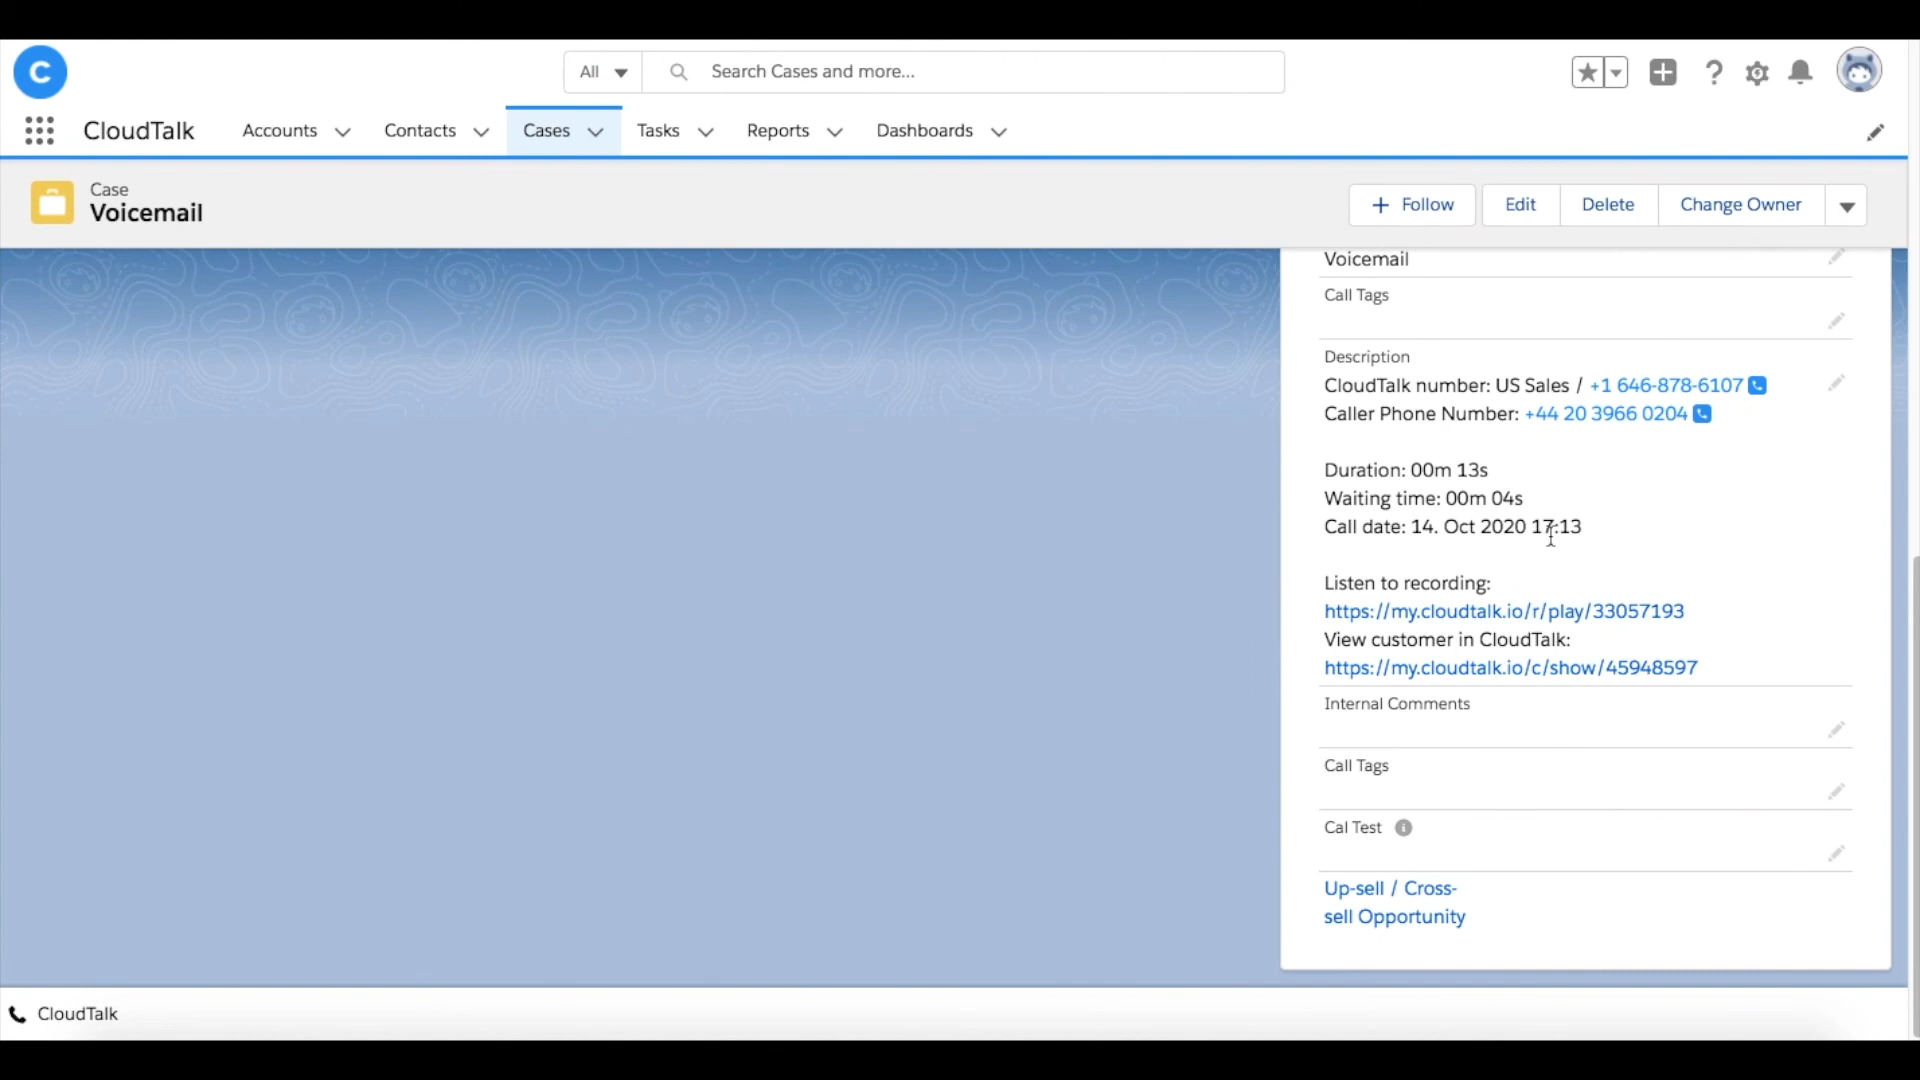 C
All
Search Cases and more...
CloudTalk
Accounts
Contacts
Cases
Tasks
Reports
Dashboards
Case
Voicemail
+ Follow
Edit
Delete
Change Owner
Voicemail
Call Tags
Description
CloudTalk number: US Sales / +1 646-878-6107
Caller Phone Number: +44 20 3966 0204
Duration: 00m 13s
Waiting time: 00m 04s
Call date: 14. Oct 2020 17:13
Listen to recording:
https://my.cloudtalk.io/r/play/33057193
View customer in CloudTalk:
https://my.cloudtalk.io/c/show/45948597
Internal Comments
Call Tags
Cal Test
Up-sell / Cross-
sell Opportunity
CloudTalk